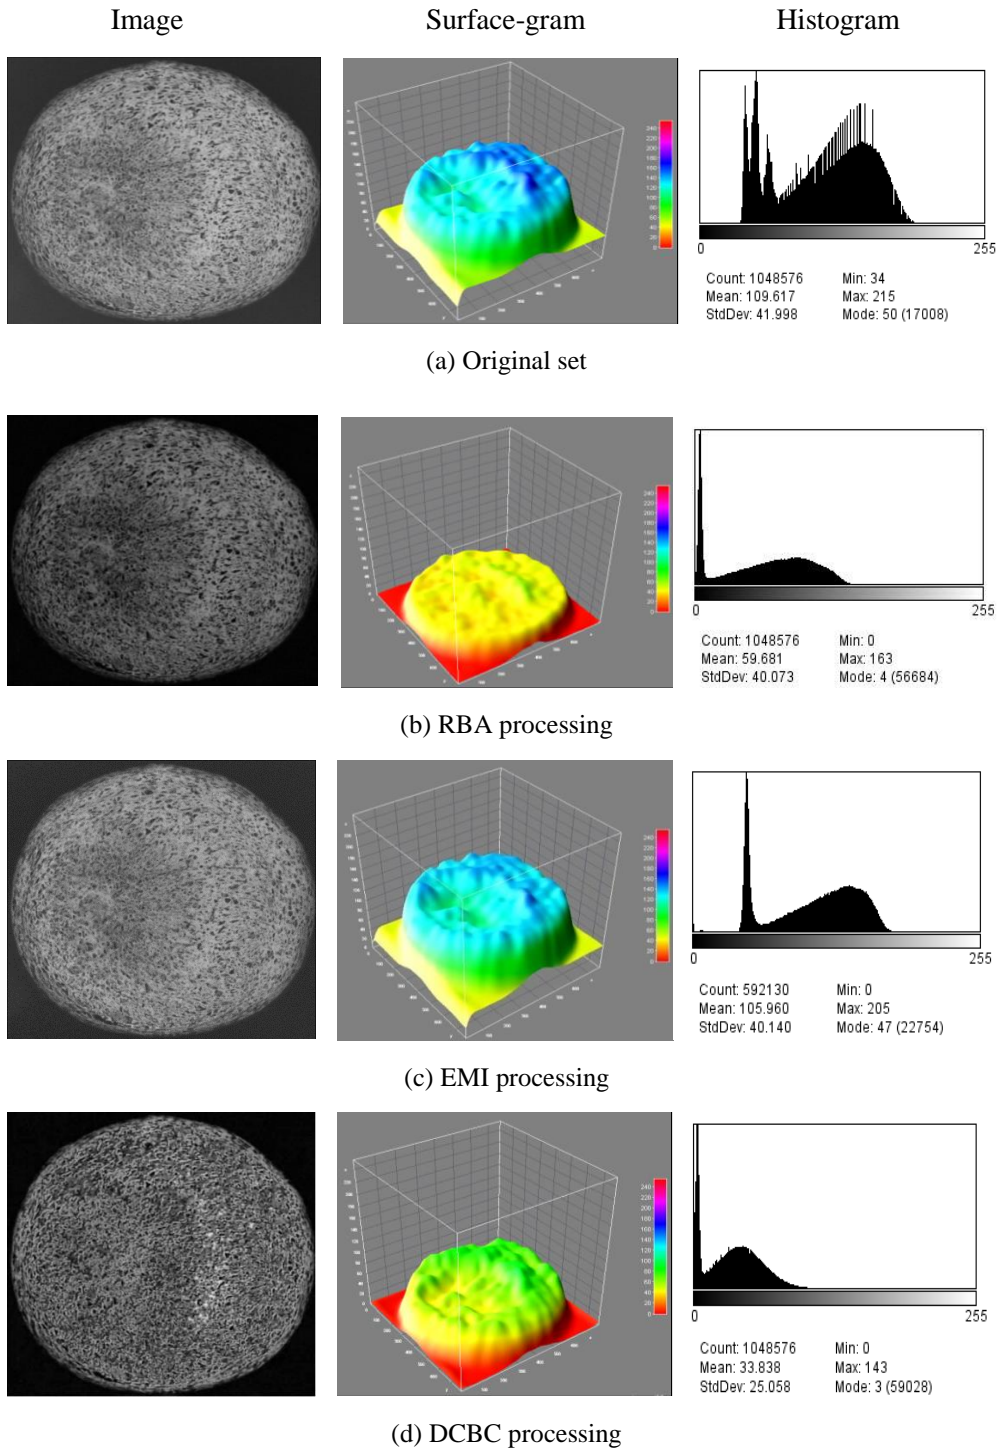 Image Surface-gram Histogram
0 255
Count: 1048576 Min: 34
Mean: 109.617 Max: 215
StdDev: 41.998 Mode: 50 (17008)
(a) Original set
0 255
Count: 1048576 Min: 0
Mean: 59.681 Max: 163
StdDev: 40.073 Mode: 4 (56684)
(b) RBA processing
0 255
Count: 592130 Min: 0
Mean: 105.960 Max: 205
StdDev: 40.140 Mode: 47 (22754)
(c) EMI processing
0 255
Count: 1048576 Min: 0
Mean: 33.838 Max: 143
StdDev: 25.058 Mode: 3 (59028)
(d) DCBC processing